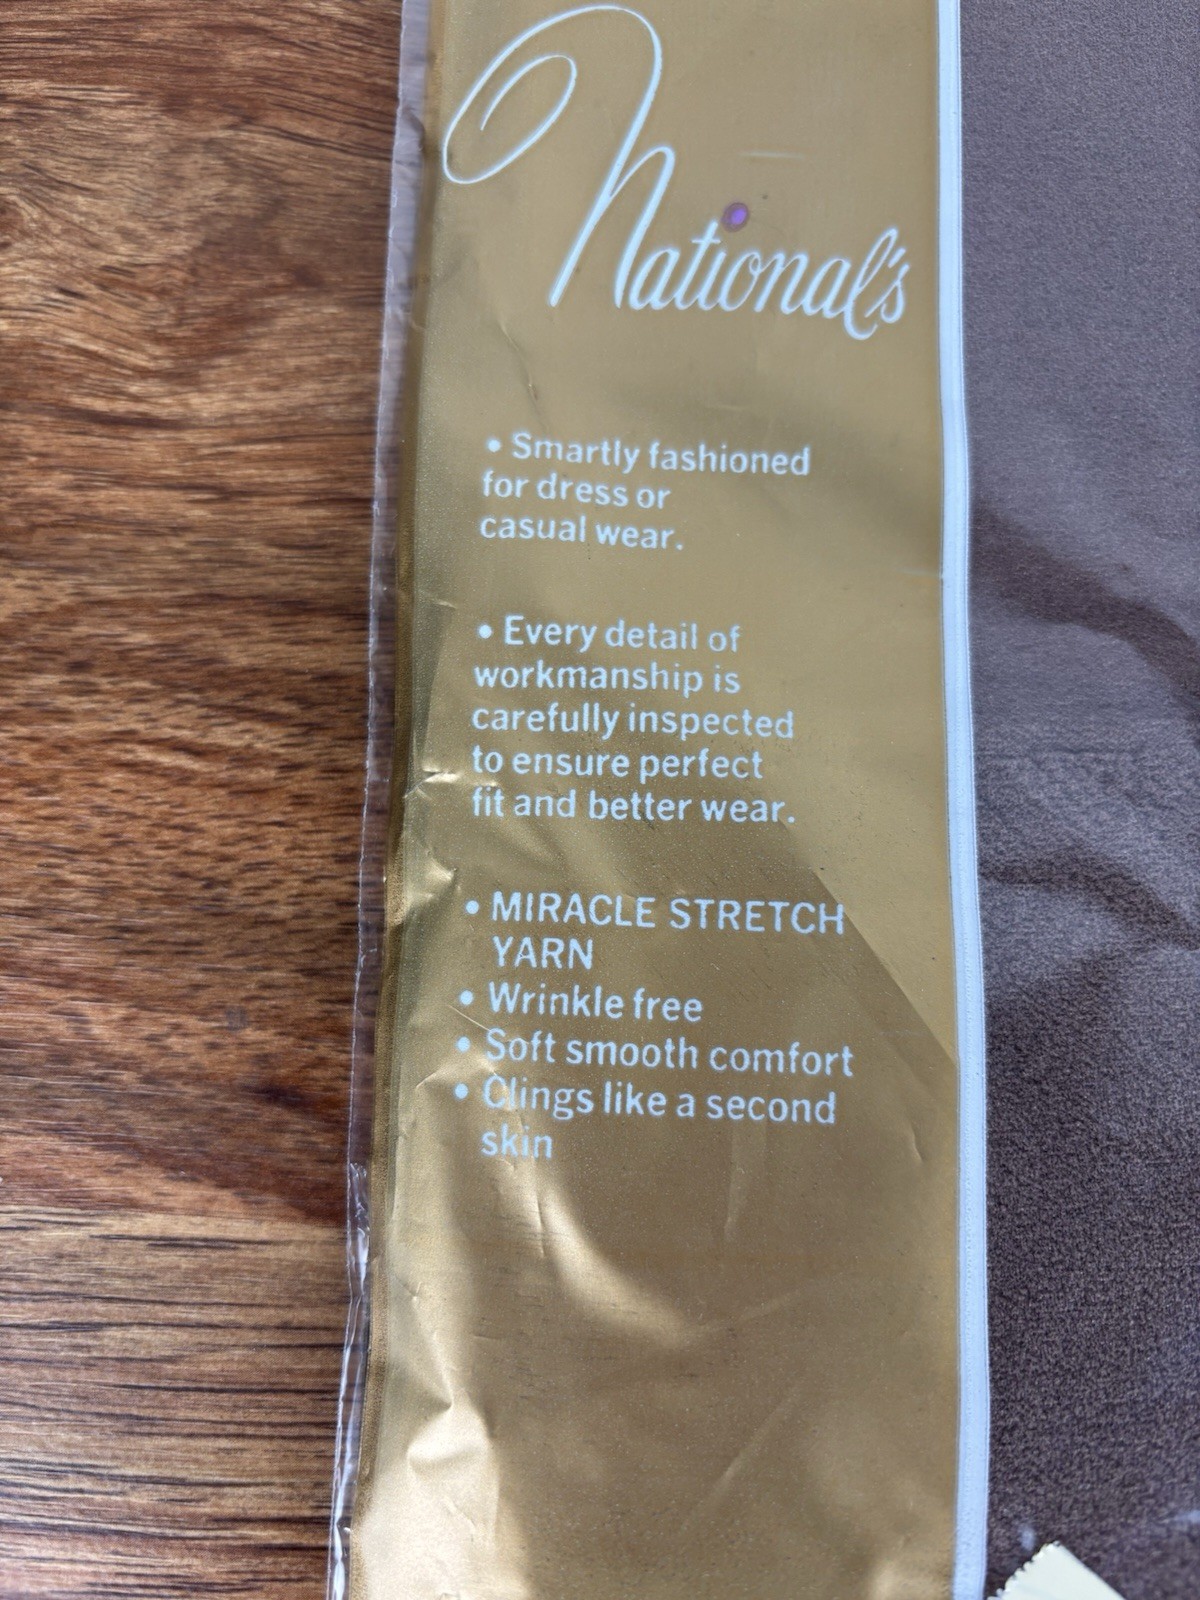 National's
• Smartly fashioned
for dress or
casual wear.
• Every detail of
workmanship is
carefully inspected
to ensure perfect
fit and better wear.
• MIRACLE STRETCH
YARN
• Wrinkle free
• Soft smooth comfort
• Clings like a second
skin